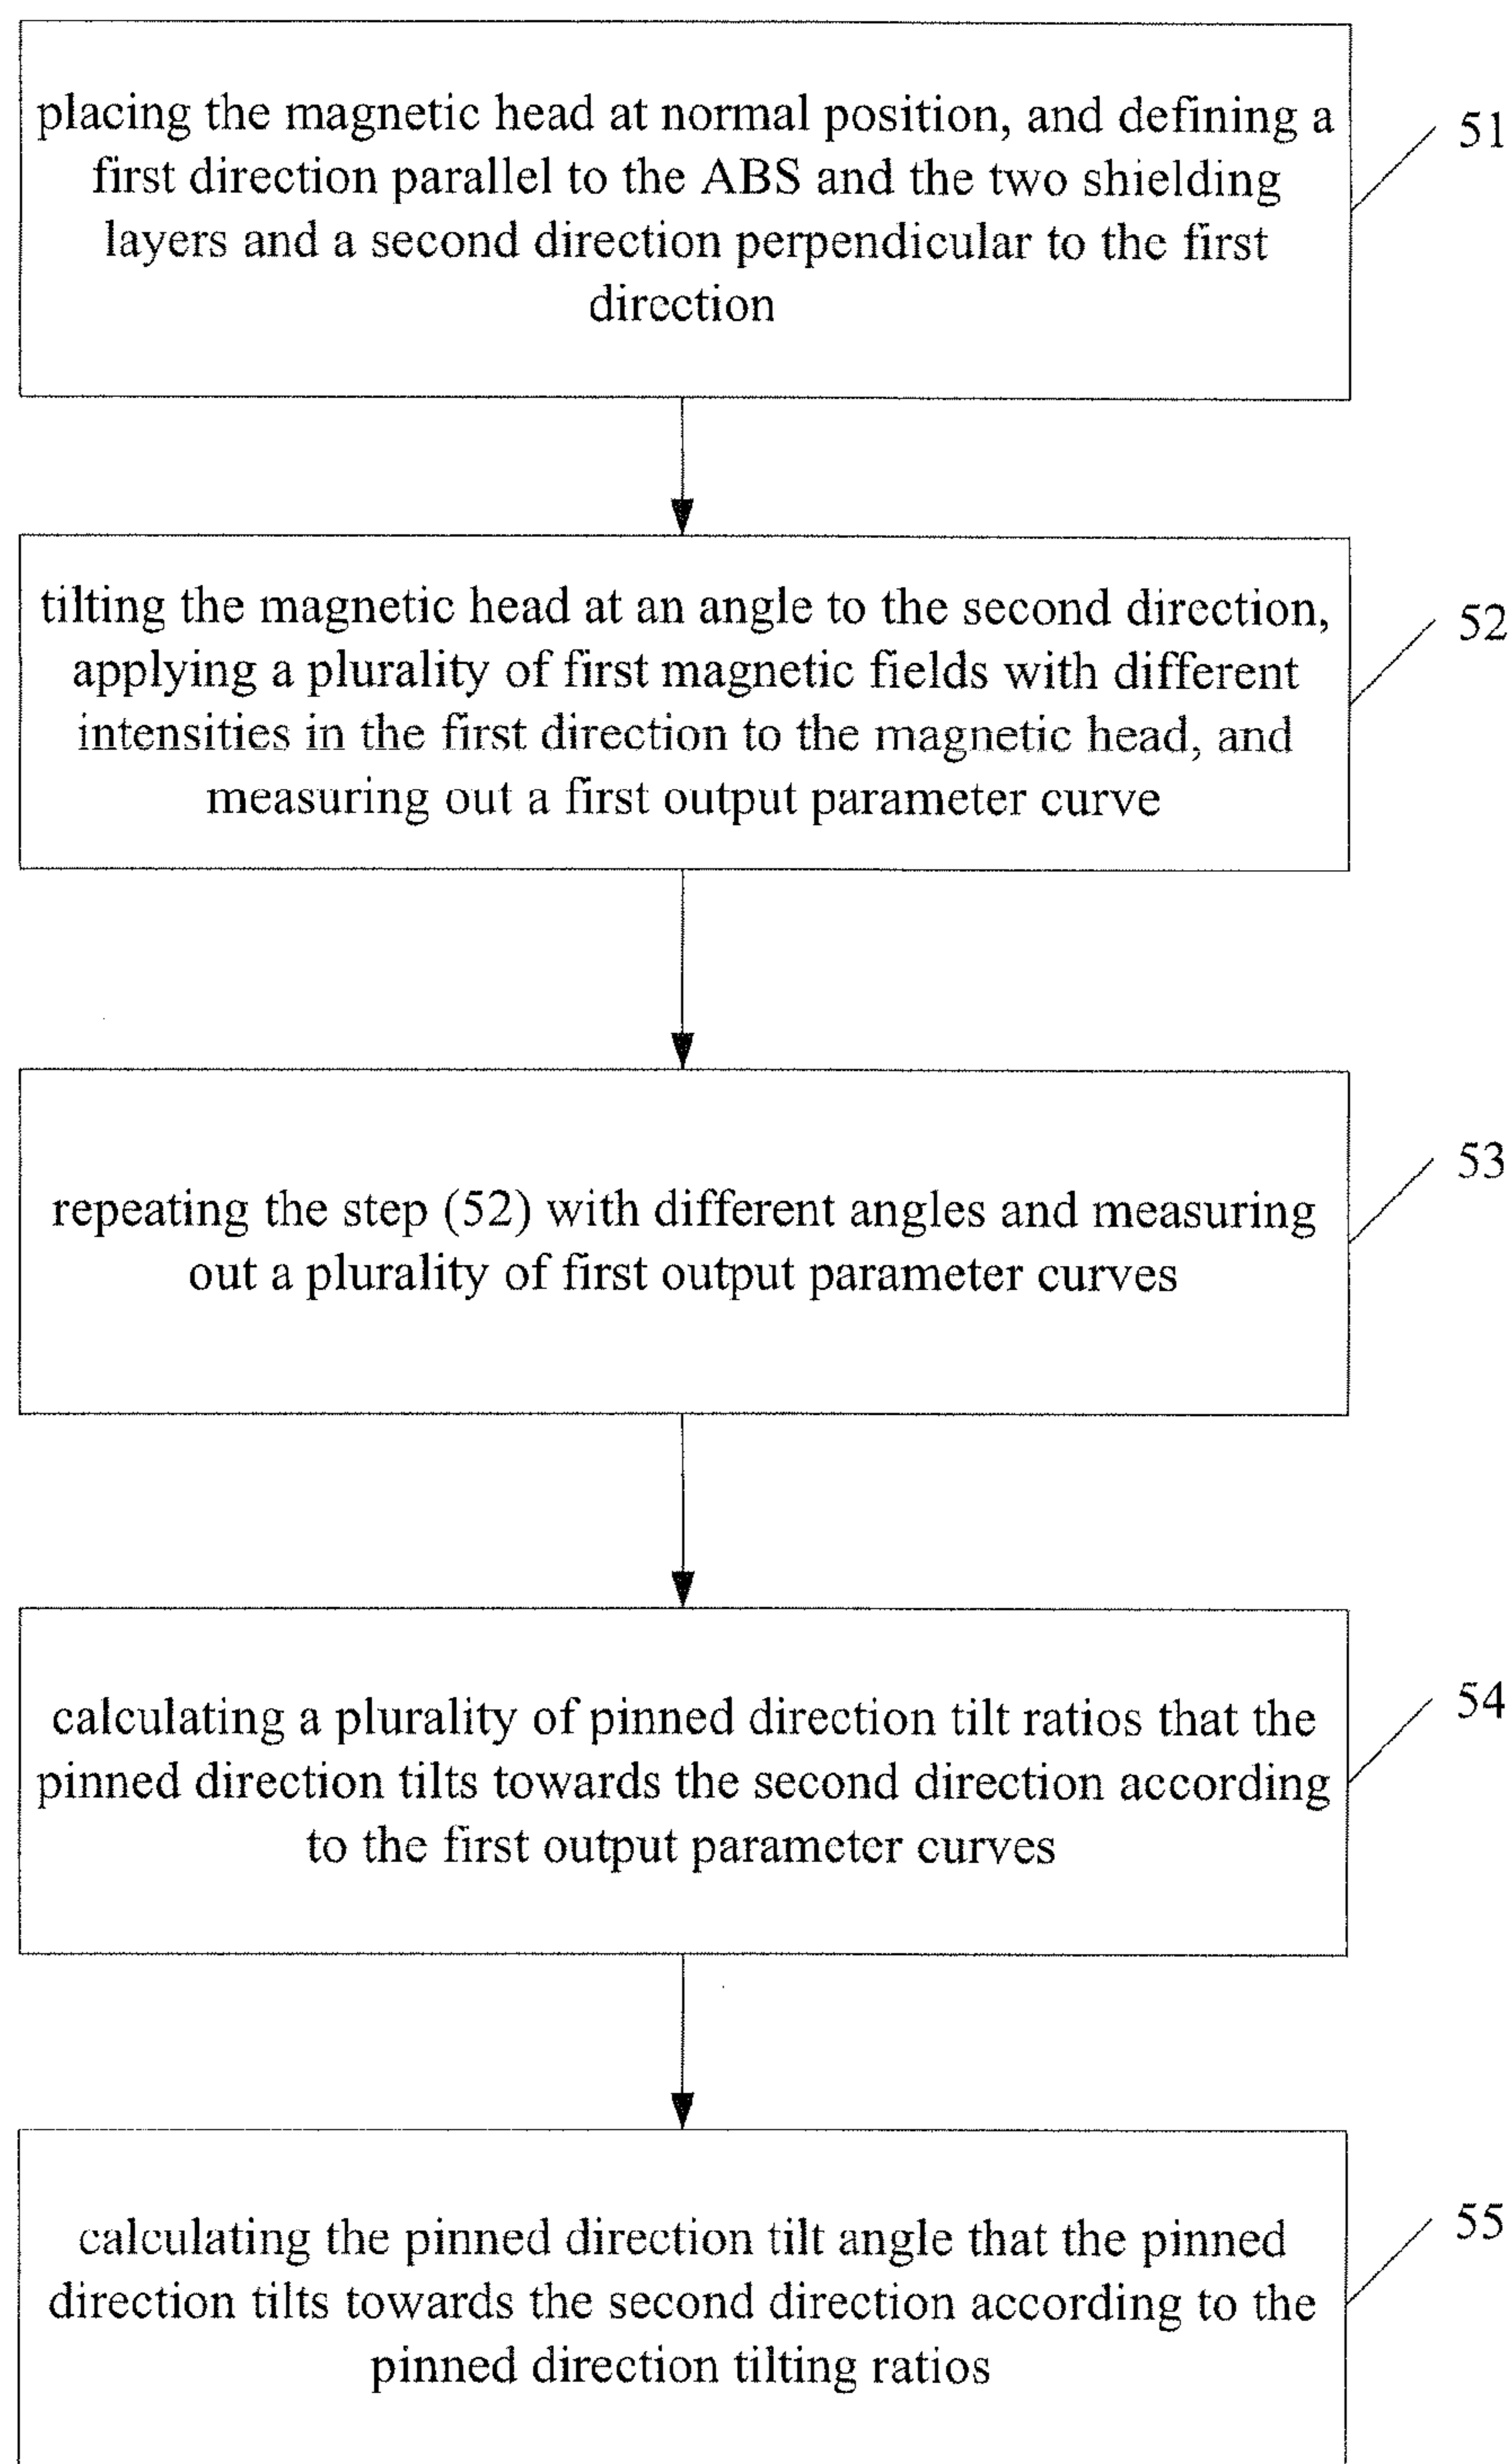 placing the magnetic head at normal position, and defining a
first direction parallel to the ABS and the two shielding
layers and a second direction perpendicular to the first
direction
51
tilting the magnetic head at an angle to the second direction,
applying a plurality of first magnetic fields with different
intensities in the first direction to the magnetic head, and
measuring out a first output parameter curve
52
repeating the step (52) with different angles and measuring
out a plurality of first output parameter curves
53
calculating a plurality of pinned direction tilt ratios that the
pinned direction tilts towards the second direction according
to the first output parameter curves
54
calculating the pinned direction tilt angle that the pinned
direction tilts towards the second direction according to the
pinned direction tilting ratios
55